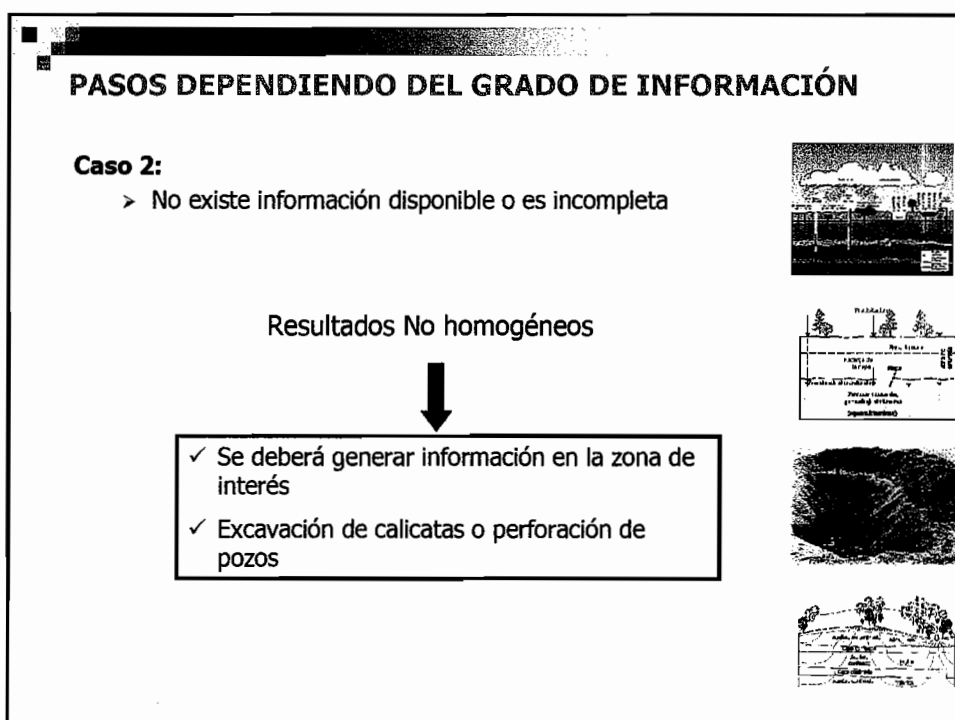 PASOS DEPENDIENDO DEL GRADO DE INFORMACIÓN
Caso 2:
➢ No existe información disponible o es incompleta
Resultados No homogéneos
✓ Se deberá generar información en la zona de
interés
✓ Excavación de calicatas o perforación de
pozos